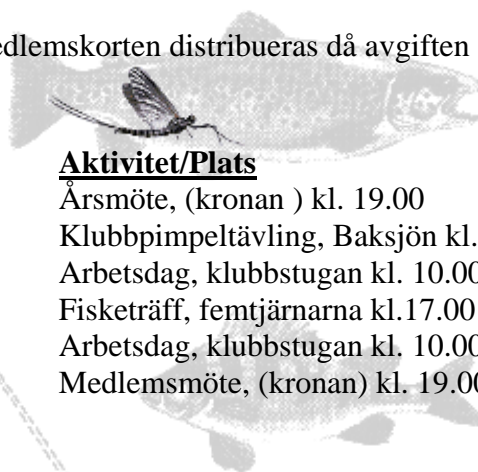 edlemskorten distribueras då avgiften
Aktivitet/Plats
Årsmöte, (kronan ) kl. 19.00
Klubbpimpeltävling, Baksjön kl.
Arbetsdag, klubbstugan kl. 10.00
Fisketräff, femtjärnarna kl.17.00
Arbetsdag, klubbstugan kl. 10.00
Medlemsmöte, (kronan) kl. 19.00